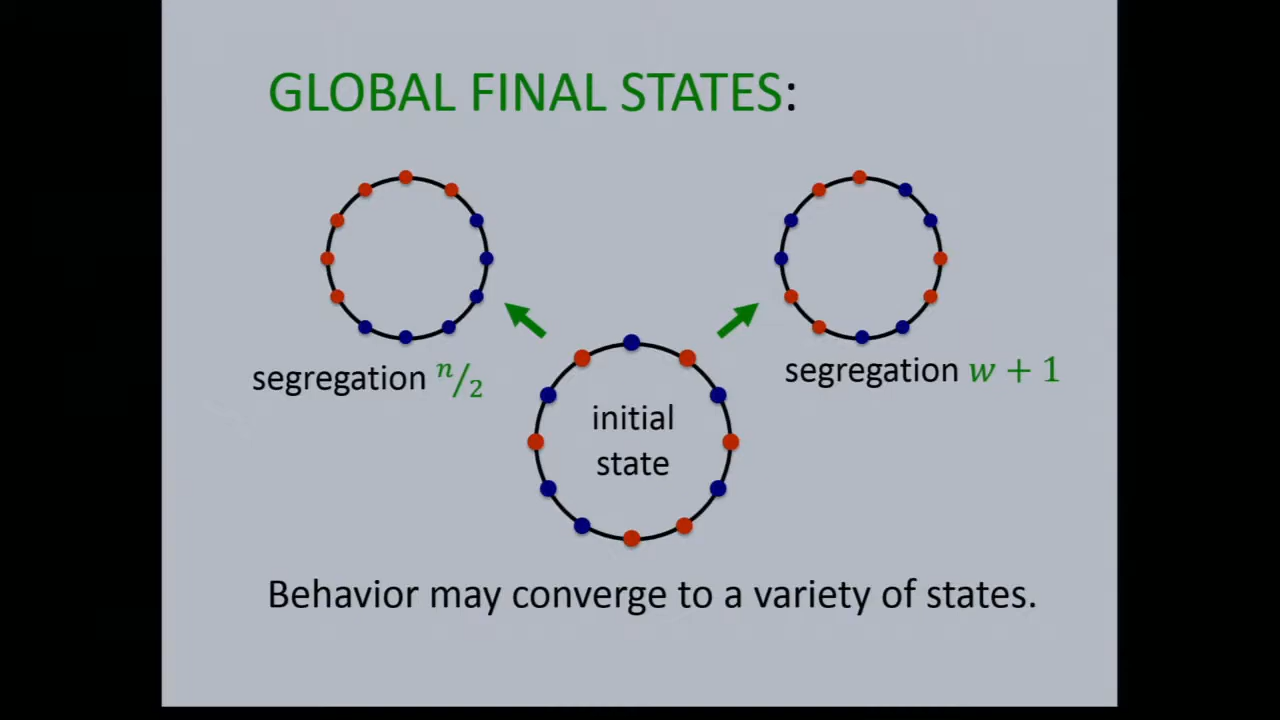 GLOBAL FINAL STATES:
segregation n/2
segregation w + 1
initial
state
Behavior may converge to a variety of states.